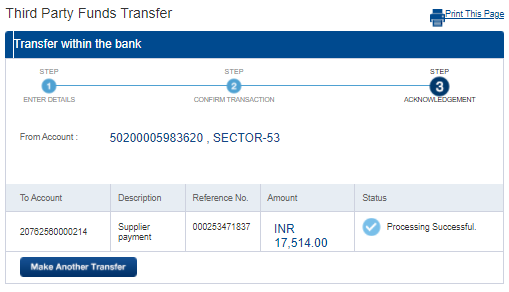 Third Party Funds Transfer
Print This Page
Transfer within the bank
STEP STEP STEP
1 2 3
ENTER DETAILS CONFIRM TRANSACTION ACKNOWLEDGEMENT
From Account : 50200005983620 , SECTOR-53
To Account Description Reference No. Amount Status
20762560000214 Supplier payment 000253471837 INR 17,514.00 Processing Successful.
Make Another Transfer